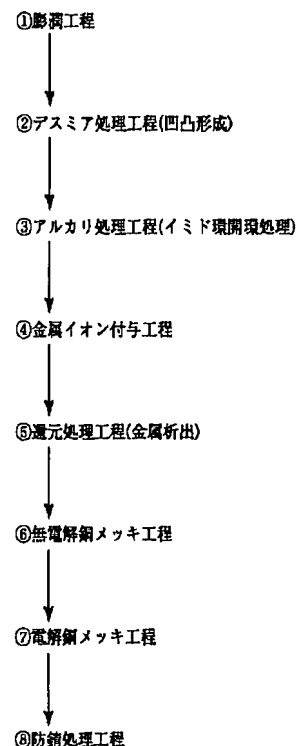 ①膨潤工程
②デスミア処理工程(凹凸形成)
③アルカリ処理工程(イミド環開環処理)
④金属イオン付与工程
⑤還元処理工程(金属析出)
⑥無電解銅メッキ工程
⑦電解銅メッキ工程
⑧防錆処理工程